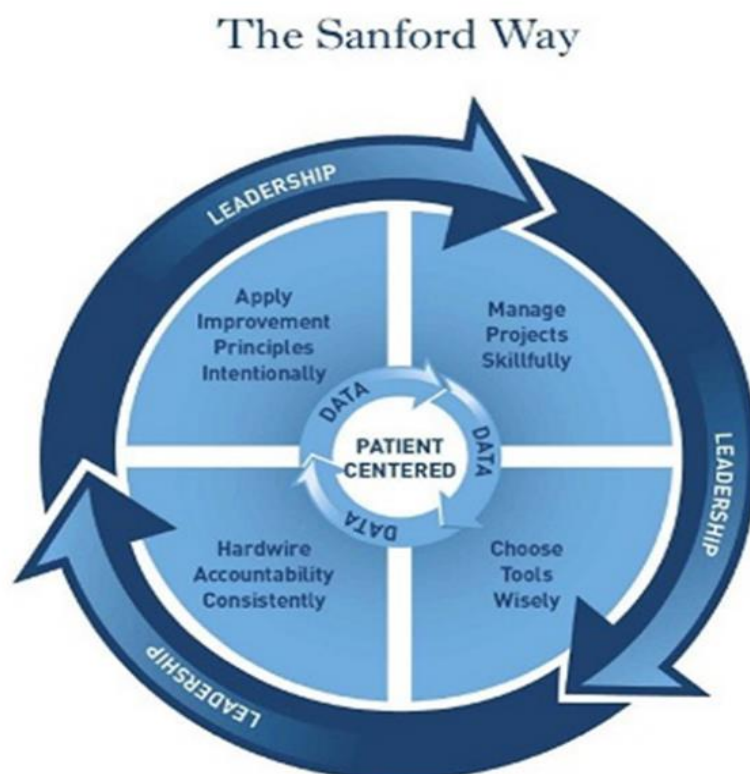 The Sanford Way
LEADERSHIP
Apply
Improvement
Principles
Intentionally
Manage
Projects
Skillfully
DATA
DATA
PATIENT
CENTERED
DATA
LEADERSHIP
Hardwire
Accountability
Consistently
Choose
Tools
Wisely
LEADERSHIP